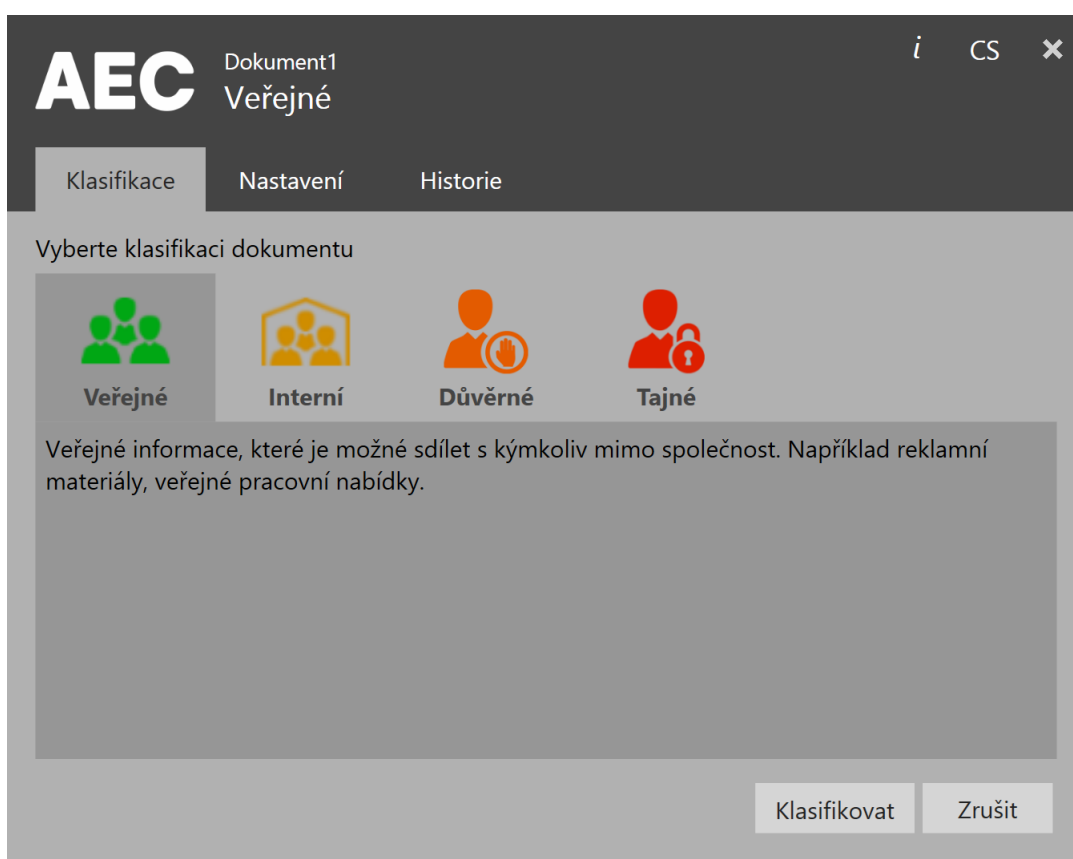 AEC
Dokument1
Veřejné
i CS
Klasifikace Nastavení Historie
Vyberte klasifikaci dokumentu
Veřejné Interní Důvěrné Tajné
Veřejné informace, které je možné sdílet s kýmkoliv mimo společnost. Například reklamní
materiály, veřejné pracovní nabídky.
Klasifikovat Zrušit